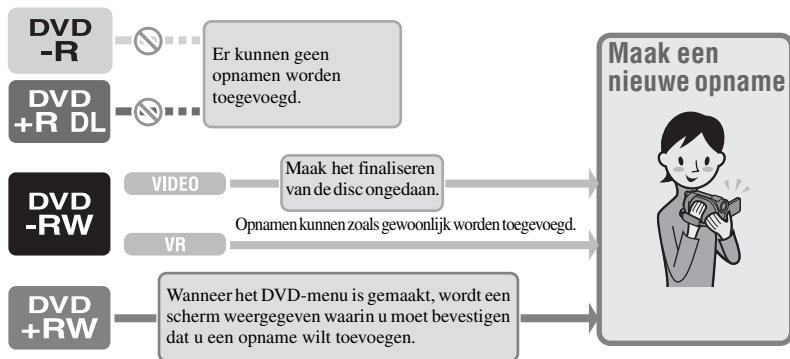 DVD
-R
Er kunnen geen
opnamen worden
toegevoegd.
DVD
+R DL
DVD
-RW
VIDEO
Maak het finaliseren
van de disc ongedaan.
VR
Opnamen kunnen zoals gewoonlijk worden toegevoegd.
DVD
+RW
Wanneer het DVD-menu is gemaakt, wordt een
scherm weergegeven waarin u moet bevestigen
dat u een opname wilt toevoegen.
Maak een
nieuwe opname